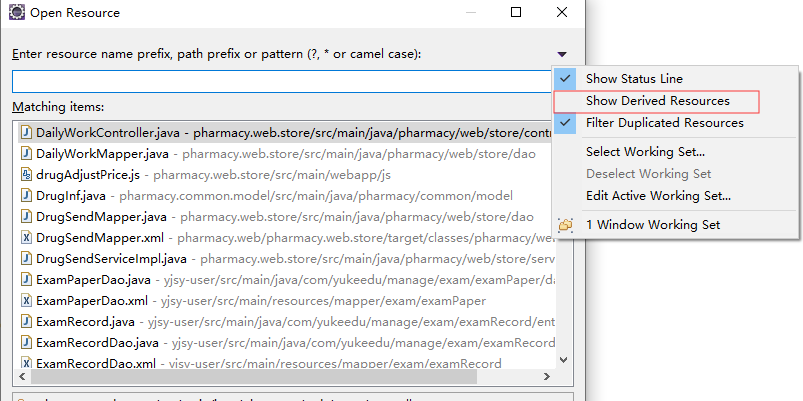 Open Resource
Enter resource name prefix, path prefix or pattern (?, * or camel case):
Matching items:
DailyWorkController.java - pharmacy.web.store/src/main/java/pharmacy/web/store/contr
DailyWorkMapper.java - pharmacy.web.store/src/main/java/pharmacy/web/store/dao
drugAdjustPrice.js - pharmacy.web.store/src/main/webapp/js
DrugInf.java - pharmacy.common.model/src/main/java/pharmacy/common/model
DrugSendMapper.java - pharmacy.web.store/src/main/java/pharmacy/web/store/dao
DrugSendMapper.xml - pharmacy.web.store/target/classes/pharmacy/we
DrugSendServiceImpl.java - pharmacy.web.store/src/main/java/pharmacy/web/store/serv
ExamPaperDao.java - yjsy-user/src/main/java/com/yukeedu/manage/exam/examPaper/da
ExamPaperDao.xml - yjsy-user/src/main/resources/mapper/exam/examPaper
ExamRecord.java - yjsy-user/src/main/java/com/yukeedu/manage/exam/examRecord/ent
ExamRecordDao.java - yjsy-user/src/main/java/com/yukeedu/manage/exam/examRecord
ExamRecordDao.xml - yjsy-user/src/main/resources/mapper/exam/examRecord
Show Status Line
Show Derived Resources
Filter Duplicated Resources
Select Working Set...
Deselect Working Set
Edit Active Working Set...
1 Window Working Set